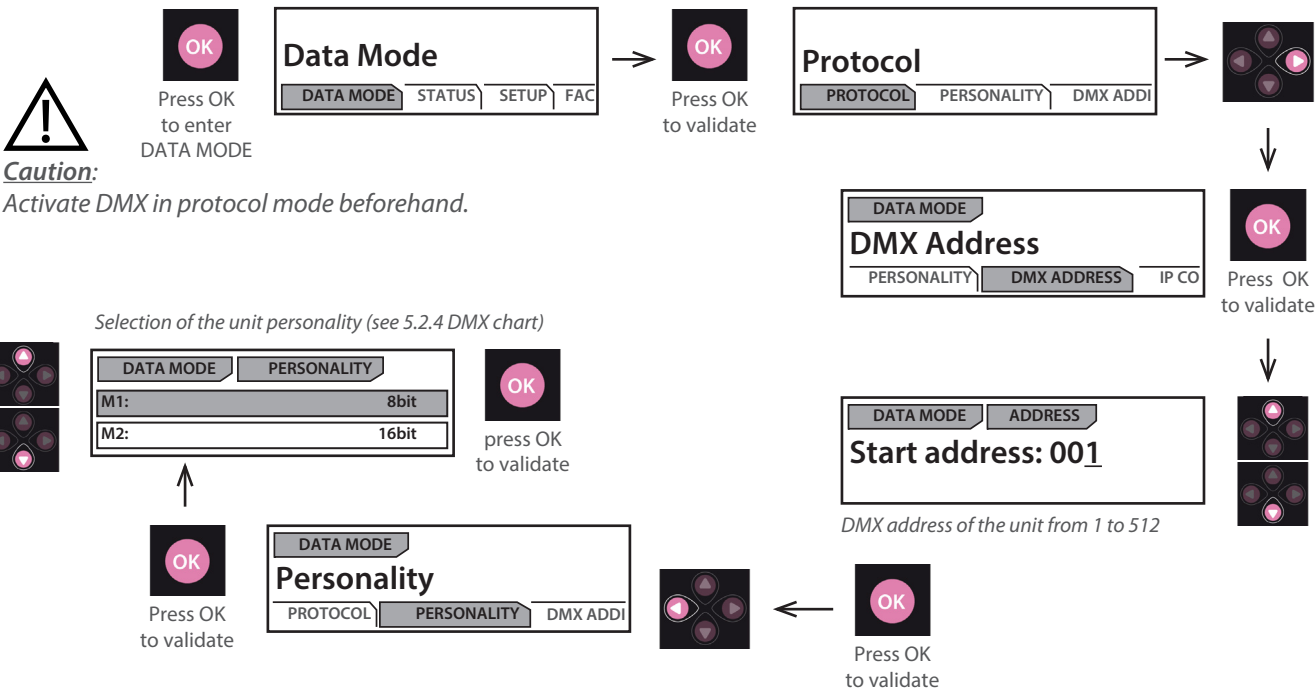 OK
Press OK
to enter
DATA MODE
Data Mode
DATA MODE STATUS SETUP FAC
OK
Press OK
to validate
Protocol
PROTOCOL PERSONALITY DMX ADDI
Caution:
Activate DMX in protocol mode beforehand.
DATA MODE
DMX Address
PERSONALITY DMX ADDRESS IP CO
OK
Press OK
to validate
DATA MODE ADDRESS
Start address: 001
DMX address of the unit from 1 to 512
OK
Press OK
to validate
DATA MODE
Personality
PROTOCOL PERSONALITY DMX ADDI
OK
Press OK
to validate
Selection of the unit personality (see 5.2.4 DMX chart)
DATA MODE PERSONALITY
M1: 8bit
M2: 16bit
OK
press OK
to validate